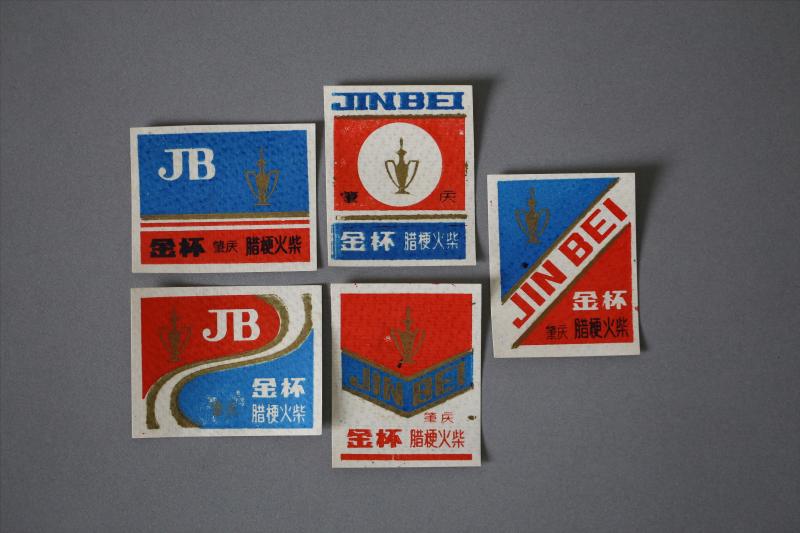 JB
金杯 肇庆 腊梗火柴
JINBEI
肇 庆
金杯 腊梗火柴
JIN BEI
金杯
肇庆 腊梗火柴
JB
金杯
肇庆 腊梗火柴
JIN BEI
肇庆
金杯 腊梗火柴